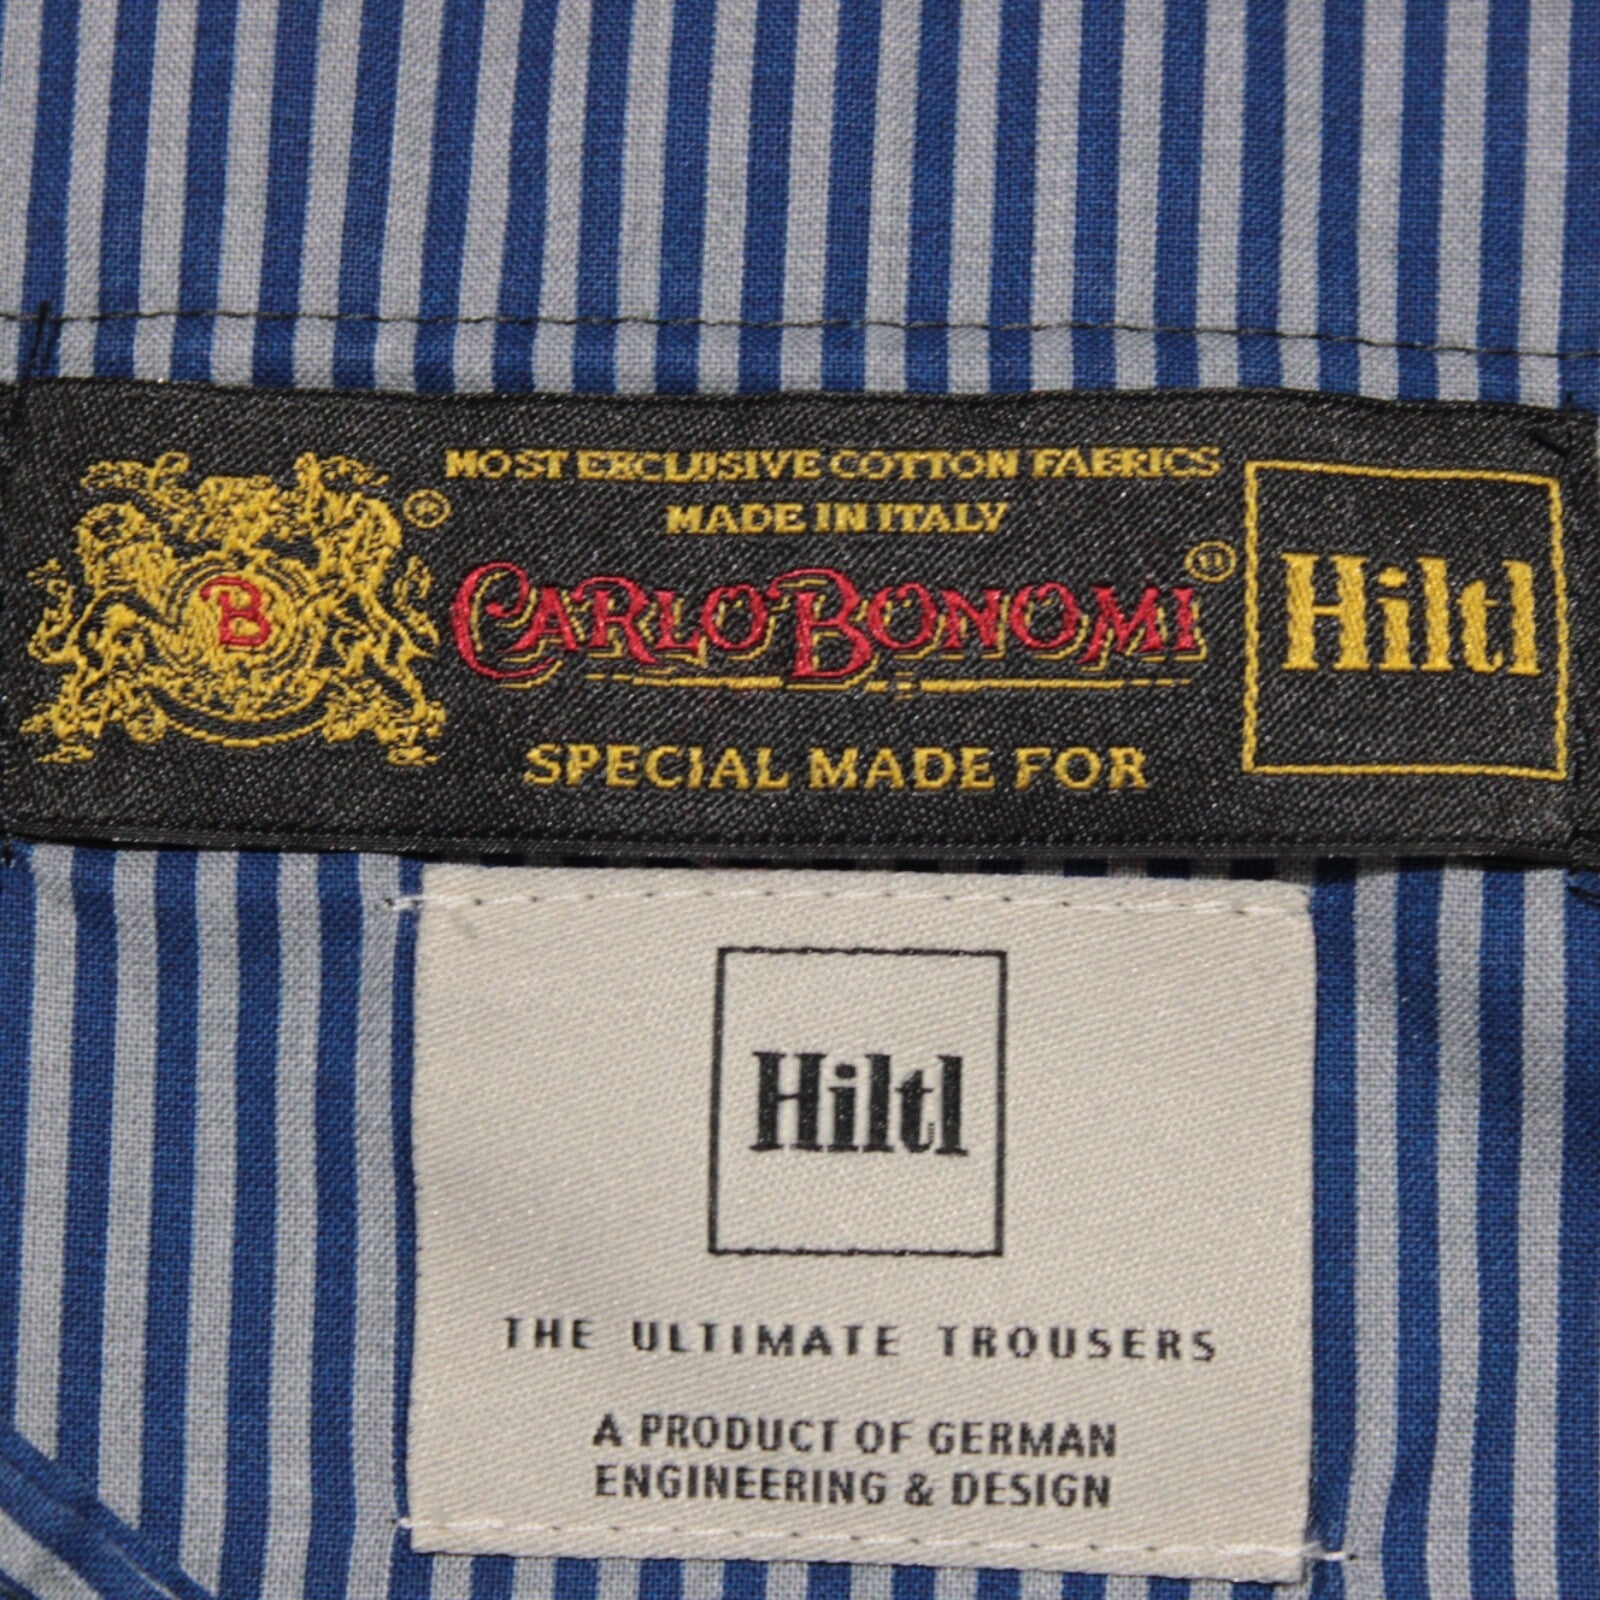 MOST EXCLUSIVE COTTON FABRICS
MADE IN ITALY
B
®
CARLO BONOMI®
SPECIAL MADE FOR
Hiltl
Hiltl
THE ULTIMATE TROUSERS
A PRODUCT OF GERMAN
ENGINEERING & DESIGN